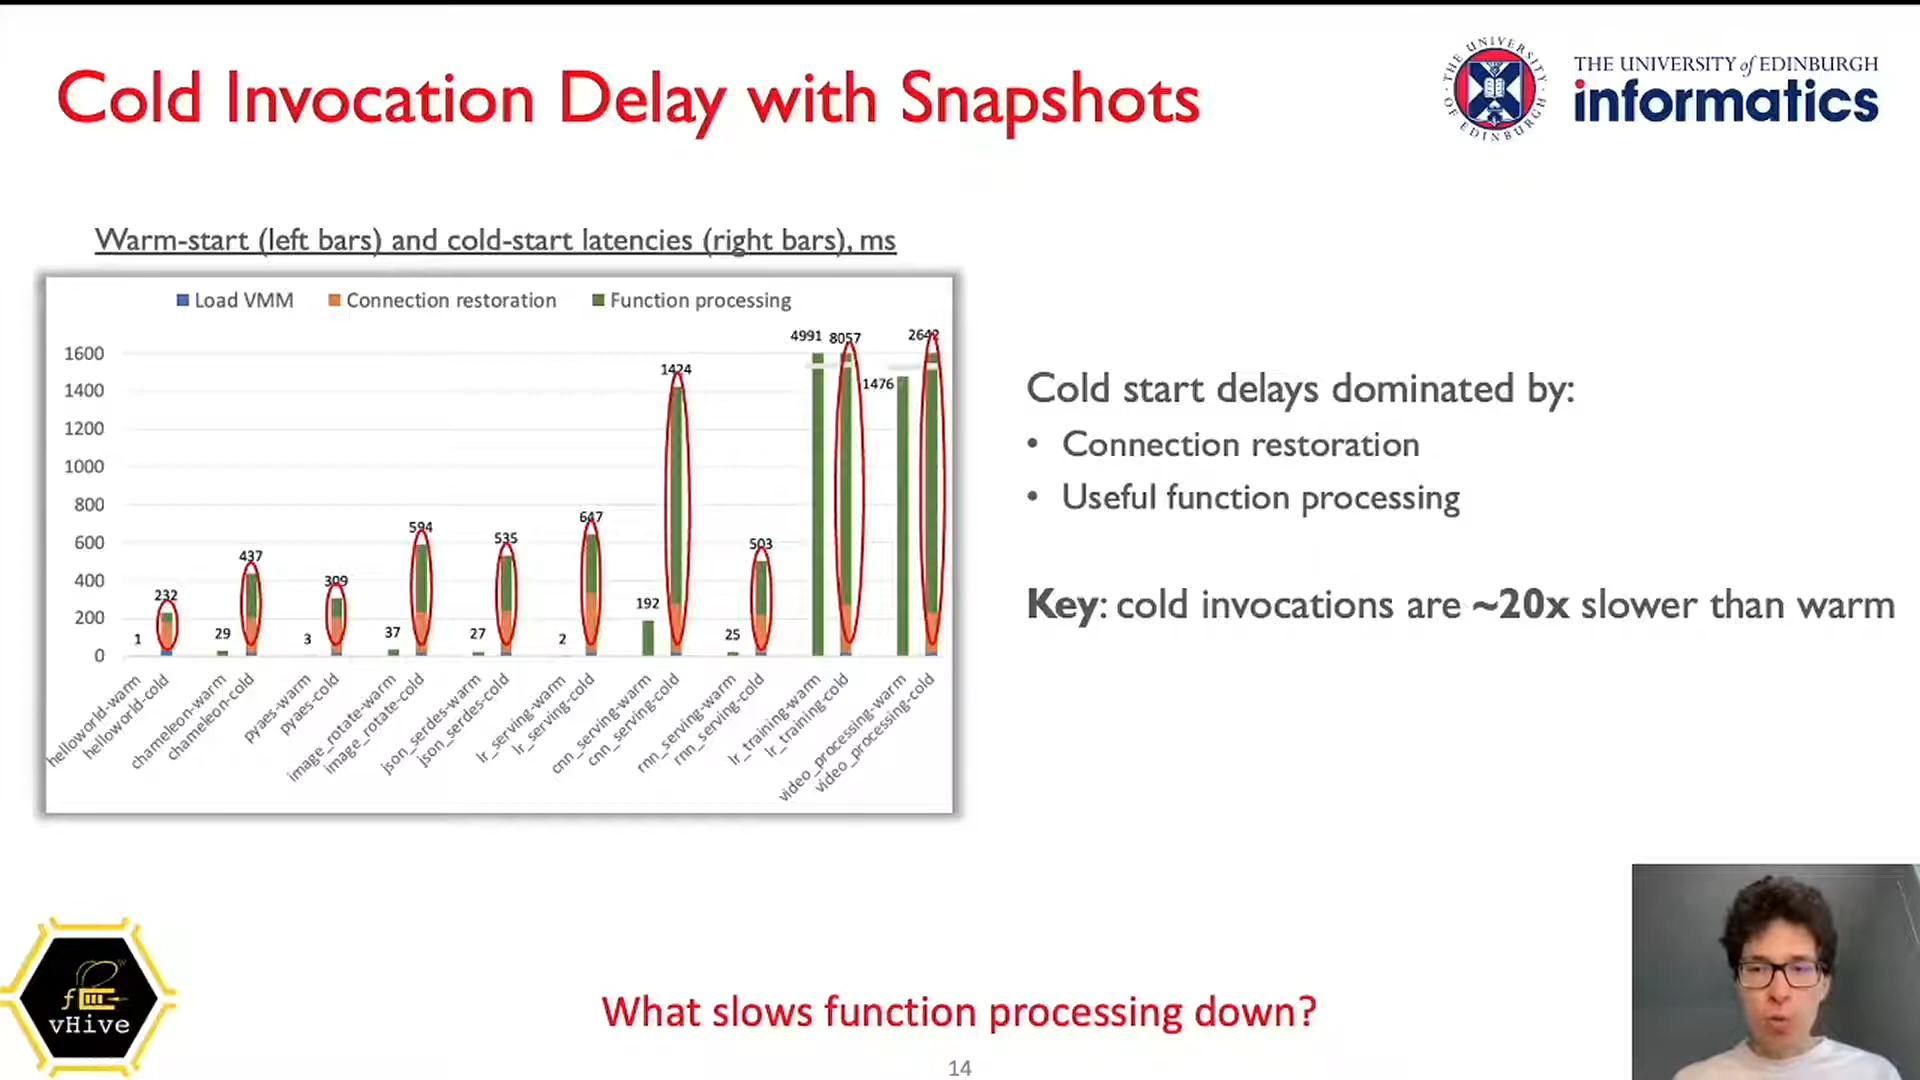 Cold Invocation Delay with Snapshots
THE UNIVERSITY of EDINBURGH
informatics
THE UNIVERSITY OF EDINBURGH
Warm-start (left bars) and cold-start latencies (right bars), ms
Load VMM
Connection restoration
Function processing
1600
1400
1200
1000
800
600
400
200
0
1
232
29
437
3
309
37
594
27
535
2
647
192
1424
25
503
4991
8057
1476
2642
helloworld-warm
helloworld-cold
chameleon-warm
chameleon-cold
pyaes-warm
pyaes-cold
image_rotate-warm
image_rotate-cold
json_serdes-warm
json_serdes-cold
lr_serving-warm
lr_serving-cold
cnn_serving-warm
cnn_serving-cold
rnn_serving-warm
rnn_serving-cold
lr_training-warm
lr_training-cold
video_processing-warm
video_processing-cold
Cold start delays dominated by:
• Connection restoration
• Useful function processing
Key: cold invocations are ~20x slower than warm
vHive
What slows function processing down?
14